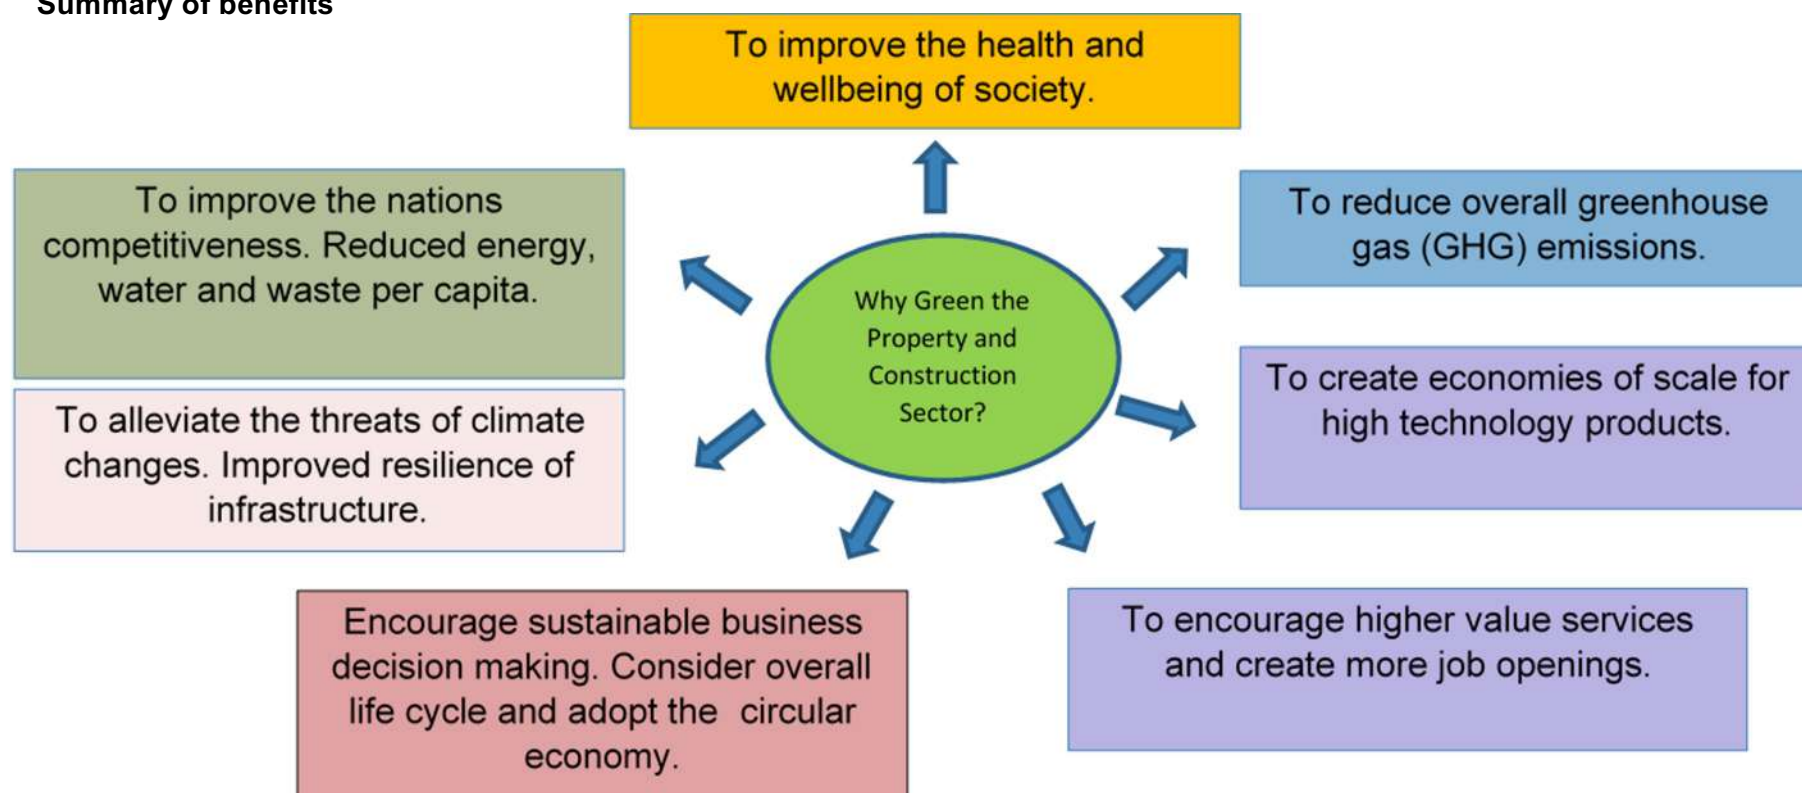 Summary of benefits
To improve the health and
wellbeing of society.
To improve the nations
competitiveness. Reduced energy,
water and waste per capita.
To reduce overall greenhouse
gas (GHG) emissions.
Why Green the
Property and
Construction
Sector?
To create economies of scale for
high technology products.
To alleviate the threats of climate
changes. Improved resilience of
infrastructure.
Encourage sustainable business
decision making. Consider overall
life cycle and adopt the  circular
economy.
To encourage higher value services
and create more job openings.